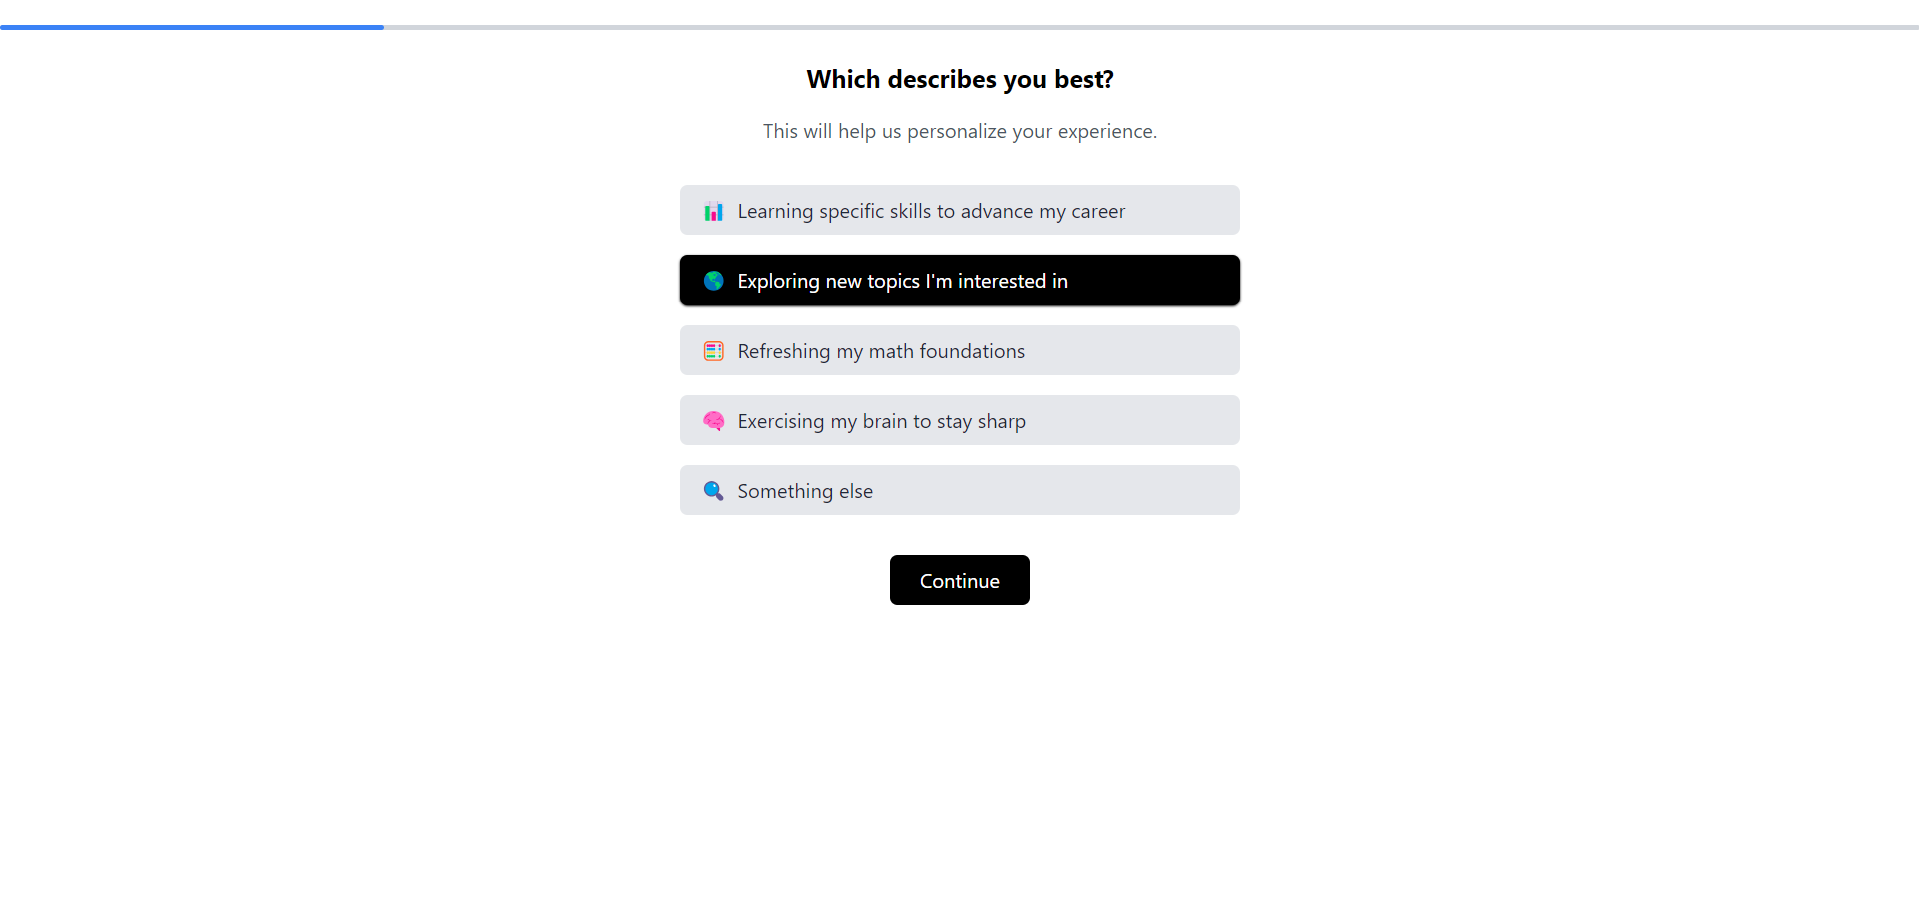 Which describes you best?
This will help us personalize your experience.
Learning specific skills to advance my career
Exploring new topics I'm interested in
Refreshing my math foundations
Exercising my brain to stay sharp
Something else
Continue